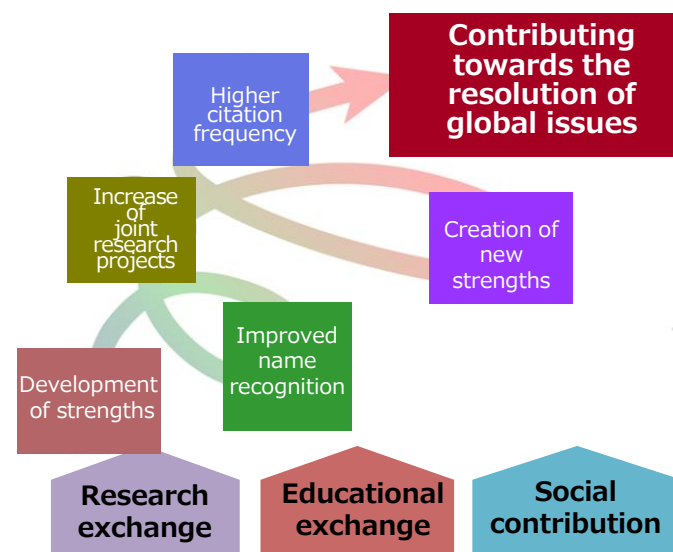 Contributing
towards the
resolution of
global issues
Higher
citation
frequency
Increase
of
joint
research
projects
Creation of
new
strengths
Improved
name
recognition
Development
of strengths
Research
exchange
Educational
exchange
Social
contribution